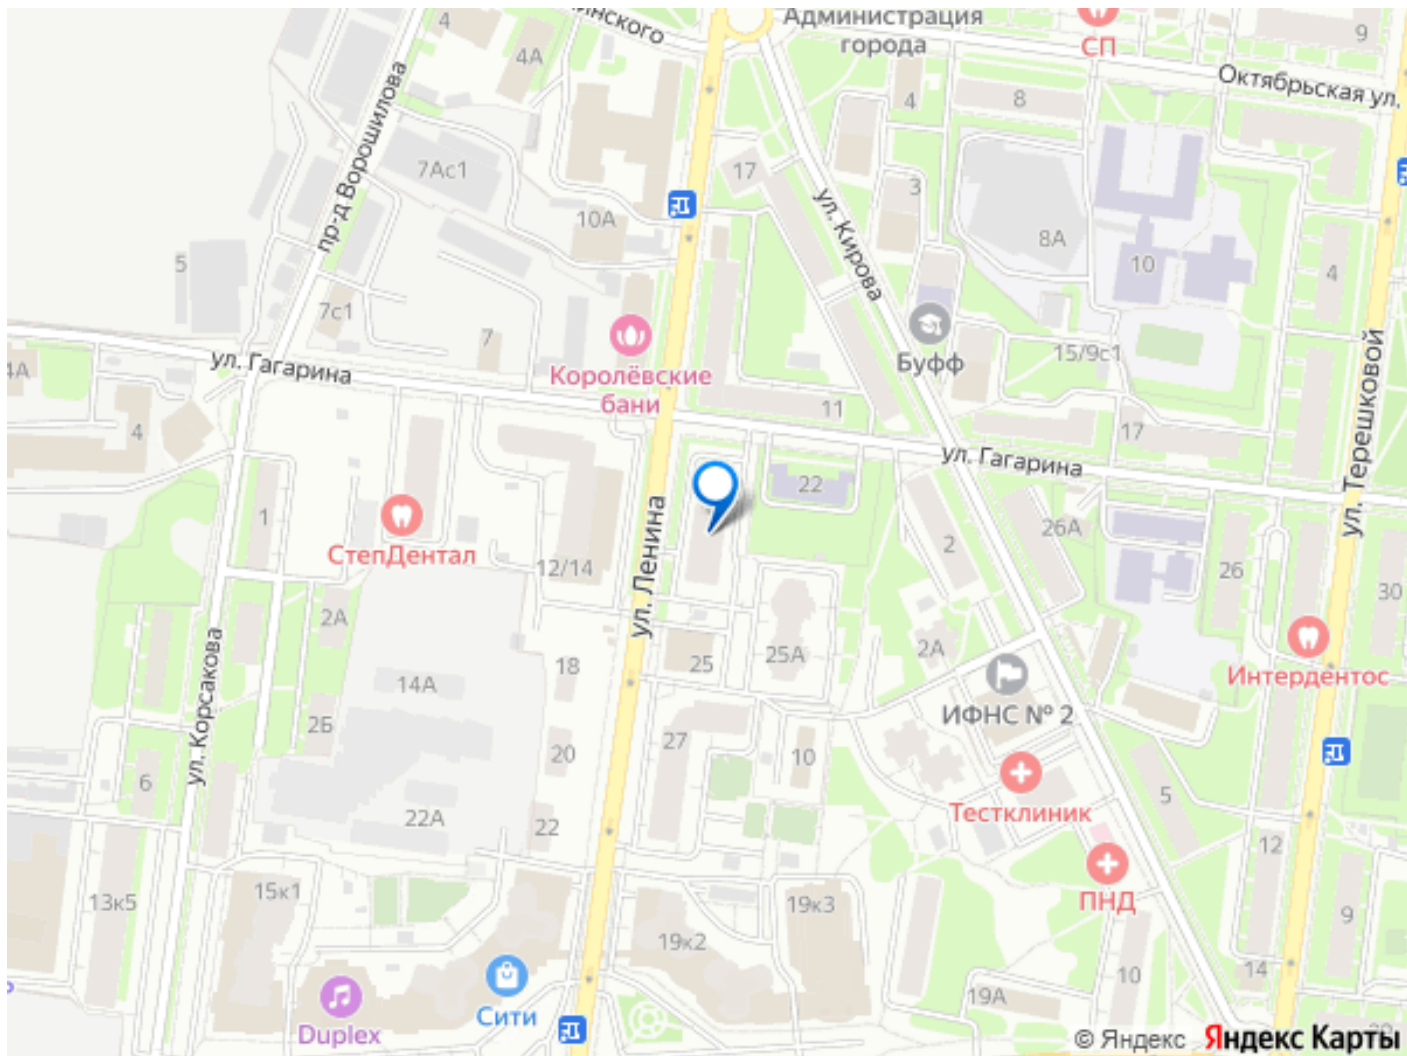 инского
Администрация
города
СП
9
4
4А
Октябрьская ул.
4
8
пр-д Ворошилова
7Ас1
17
3
ул. Кирова
10А
8А
10
4
5
7с1
7
Буфф
15/9с1
ул. Гагарина
4А
Королёвские
бани
11
17
4
ул. Гагарина
ул. Терешковой
22
1
СтепДентал
12/14
ул. Ленина
2
26А
26
30
2А
25
25А
2А
18
Интердентос
14А
ИФНС № 2
ул. Корсакова
2Б
20
27
10
6
Тестклиник
5
22А
22
12
15к1
13к5
19к3
ПНД
9
19к2
10
14
19А
Сити
Duplex
© Яндекс Яндекс Карты